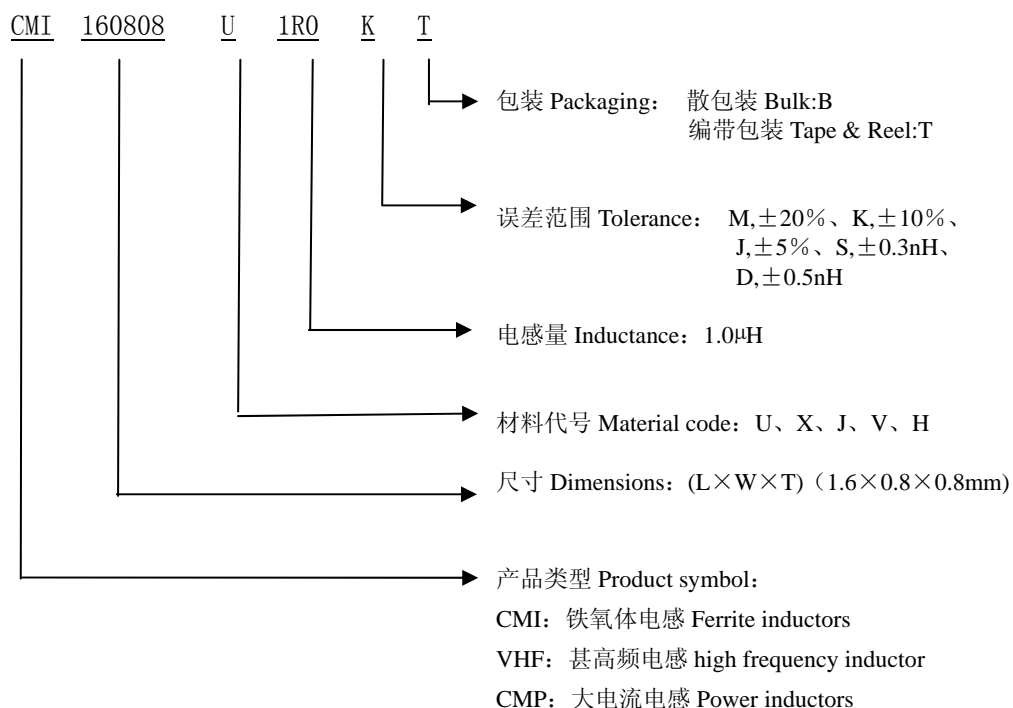 CMI 160808 U 1R0 K T
包装 Packaging： 散包装 Bulk:B
编带包装 Tape & Reel:T
误差范围 Tolerance： M,±20%、K,±10%、
J,±5%、S,±0.3nH、
D,±0.5nH
电感量 Inductance：1.0μH
材料代号 Material code：U、X、J、V、H
尺寸 Dimensions：(L×W×T)（1.6×0.8×0.8mm)
产品类型 Product symbol：
CMI：铁氧体电感 Ferrite inductors
VHF：甚高频电感 high frequency inductor
CMP：大电流电感 Power inductors